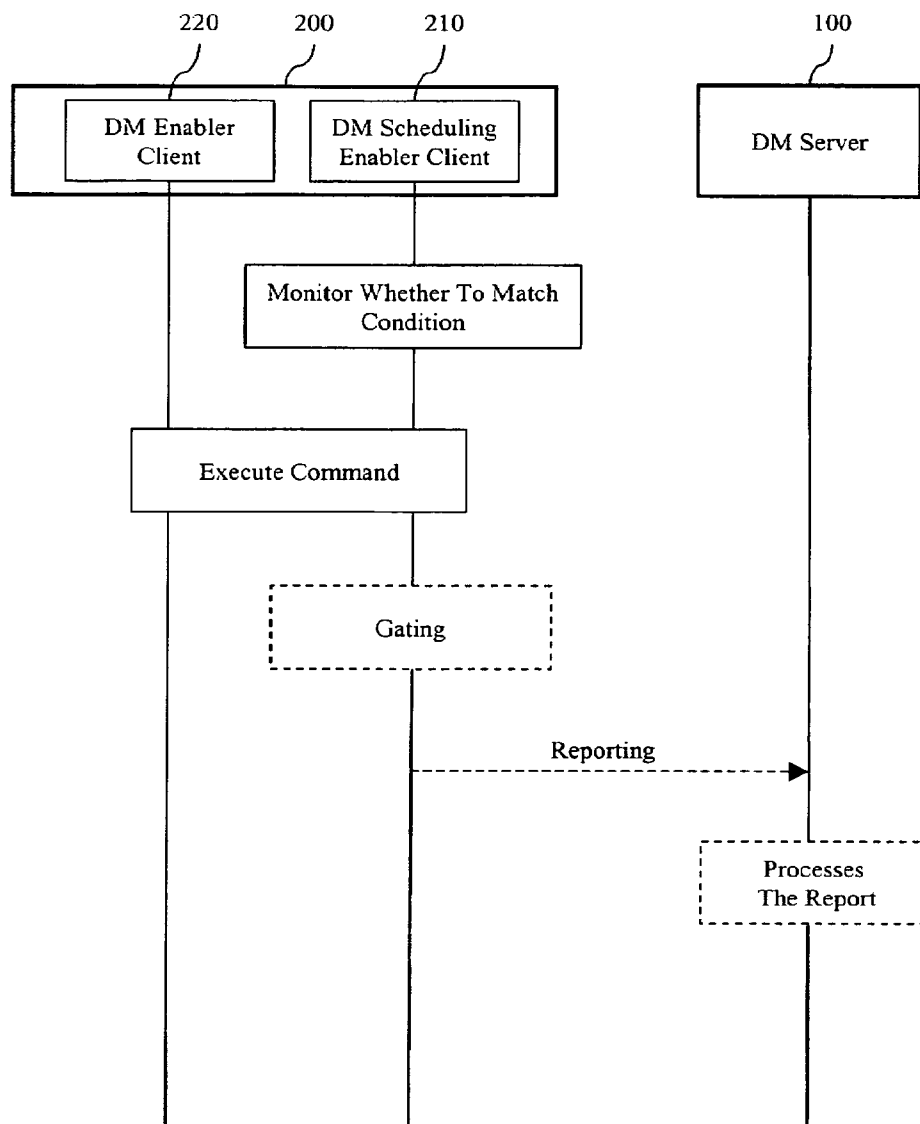 220
200
210
100
DM Enabler
Client
DM Scheduling
Enabler Client
DM Server
Monitor Whether To Match
Condition
Execute Command
Gating
Reporting
Processes
The Report